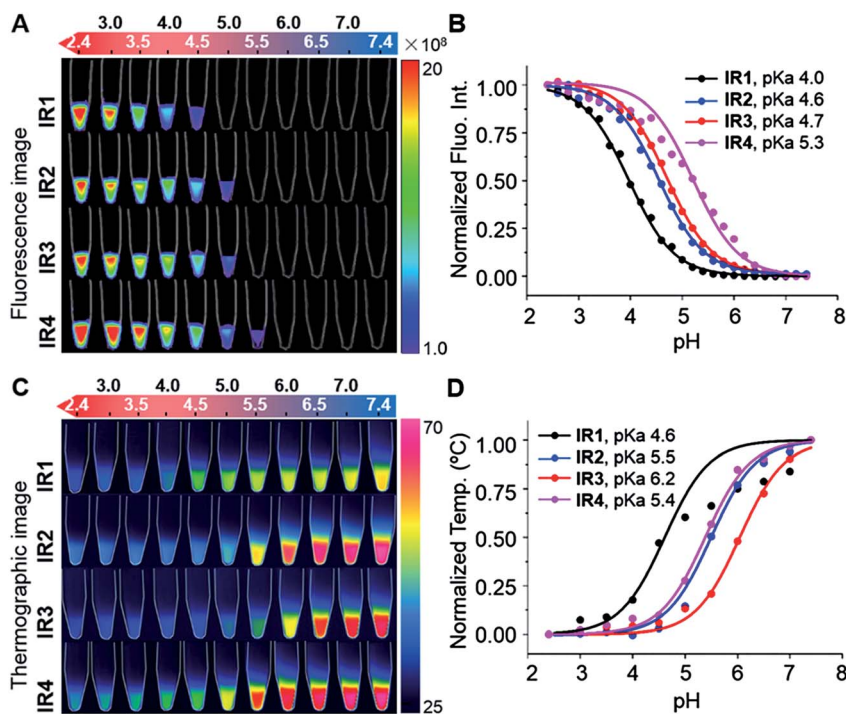 A
3.0 4.0 5.0 6.0 7.0
2.4 3.5 4.5 5.5 6.5 7.4
× 10⁸
20
1.0
Fluorescence image
IR1
IR2
IR3
IR4
B
IR1, pKa 4.0
IR2, pKa 4.6
IR3, pKa 4.7
IR4, pKa 5.3
Normalized Fluo. Int.
1.00
0.75
0.50
0.25
0.00
2 3 4 5 6 7 8
pH
C
3.0 4.0 5.0 6.0 7.0
2.4 3.5 4.5 5.5 6.5 7.4
70
25
Thermographic image
IR1
IR2
IR3
IR4
D
IR1, pKa 4.6
IR2, pKa 5.5
IR3, pKa 6.2
IR4, pKa 5.4
Normalized Temp. (ºC)
1.00
0.75
0.50
0.25
0.00
2 3 4 5 6 7 8
pH